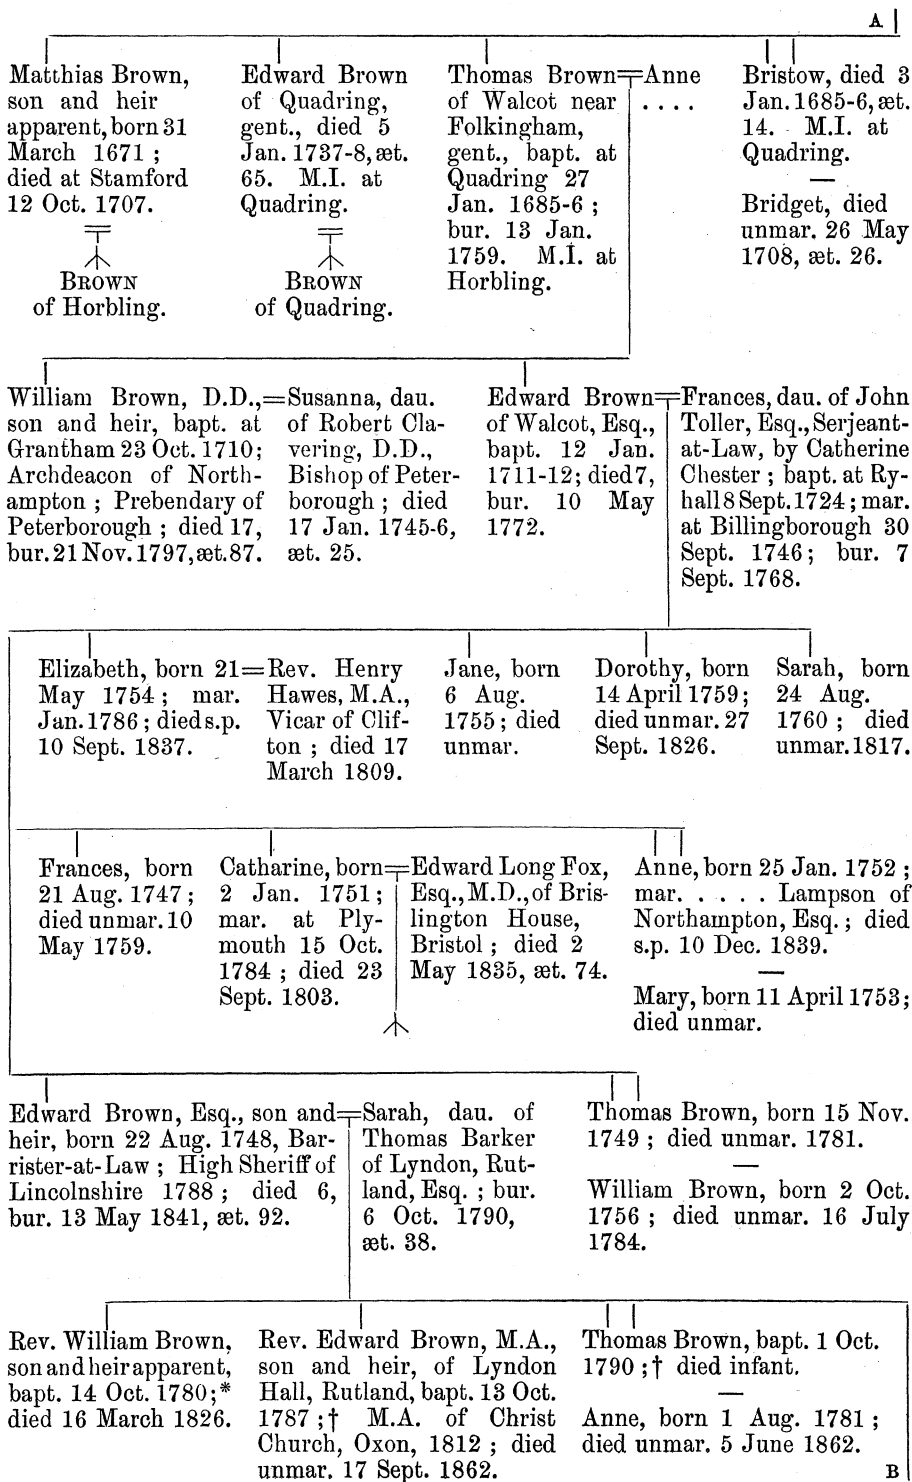 A
Matthias Brown,
son and heir
apparent, born 31
March 1671 ;
died at Stamford
12 Oct. 1707.
BROWN
of Horbling.
Edward Brown
of Quadring,
gent., died 5
Jan. 1737-8, æt.
65. M.I. at
Quadring.
BROWN
of Quadring.
Thomas Brown
of Walcot near
Folkingham,
gent., bapt. at
Quadring 27
Jan. 1685-6 ;
bur. 13 Jan.
1759. M.I. at
Horbling.
Anne
. . . .
Bristow, died 3
Jan. 1685-6, æt.
14. M.I. at
Quadring.
—
Bridget, died
unmar. 26 May
1708, æt. 26.
William Brown, D.D.,=
son and heir, bapt. at
Grantham 23 Oct. 1710;
Archdeacon of North-
ampton ; Prebendary of
Peterborough ; died 17,
bur. 21 Nov. 1797, æt. 87.
Susanna, dau.
of Robert Cla-
vering, D.D.,
Bishop of Peter-
borough ; died
17 Jan. 1745-6,
æt. 25.
Edward Brown
of Walcot, Esq.,
bapt. 12 Jan.
1711-12; died 7,
bur. 10 May
1772.
Frances, dau. of John
Toller, Esq., Serjeant-
at-Law, by Catherine
Chester ; bapt. at Ry-
hall 8 Sept. 1724 ; mar.
at Billingborough 30
Sept. 1746 ; bur. 7
Sept. 1768.
Elizabeth, born 21=
May 1754 ; mar.
Jan. 1786 ; died s.p.
10 Sept. 1837.
Rev. Henry
Hawes, M.A.,
Vicar of Clif-
ton ; died 17
March 1809.
Jane, born
6 Aug.
1755 ; died
unmar.
Dorothy, born
14 April 1759;
died unmar. 27
Sept. 1826.
Sarah, born
24 Aug.
1760 ; died
unmar. 1817.
Frances, born
21 Aug. 1747 ;
died unmar. 10
May 1759.
Catharine, born
2 Jan. 1751;
mar. at Ply-
mouth 15 Oct.
1784 ; died 23
Sept. 1803.
Edward Long Fox,
Esq., M.D., of Bris-
lington House,
Bristol ; died 2
May 1835, æt. 74.
Anne, born 25 Jan. 1752 ;
mar. . . . . . Lampson of
Northampton, Esq. ; died
s.p. 10 Dec. 1839.
—
Mary, born 11 April 1753;
died unmar.
Edward Brown, Esq., son and
heir, born 22 Aug. 1748, Bar-
rister-at-Law ; High Sheriff of
Lincolnshire 1788 ; died 6,
bur. 13 May 1841, æt. 92.
Sarah, dau. of
Thomas Barker
of Lyndon, Rut-
land, Esq. ; bur.
6 Oct. 1790,
æt. 38.
Thomas Brown, born 15 Nov.
1749 ; died unmar. 1781.
—
William Brown, born 2 Oct.
1756 ; died unmar. 16 July
1784.
Rev. William Brown,
son and heir apparent,
bapt. 14 Oct. 1780;*
died 16 March 1826.
Rev. Edward Brown, M.A.,
son and heir, of Lyndon
Hall, Rutland, bapt. 13 Oct.
1787 ;† M.A. of Christ
Church, Oxon, 1812 ; died
unmar. 17 Sept. 1862.
Thomas Brown, bapt. 1 Oct.
1790 ;† died infant.
—
Anne, born 1 Aug. 1781 ;
died unmar. 5 June 1862.
B